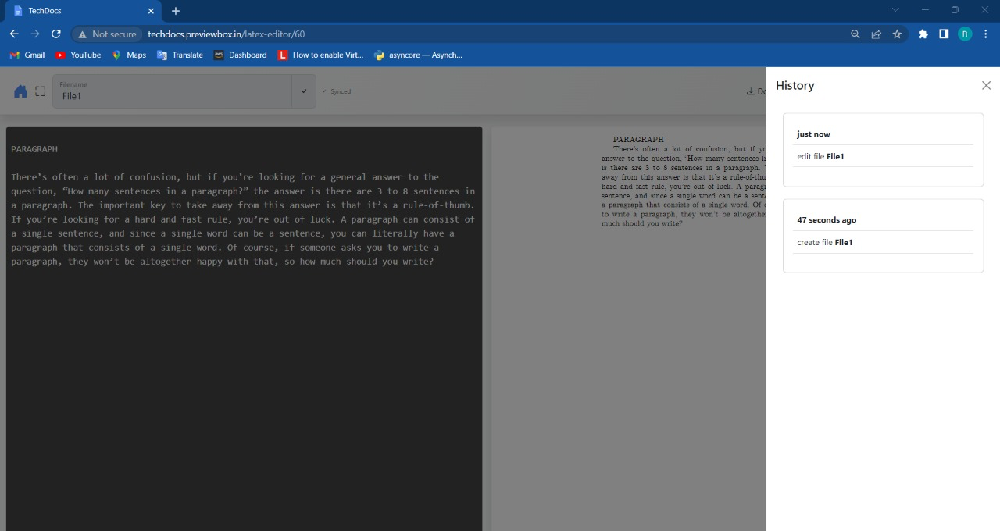 TechDocs
Not secure techdocs.previewbox.in/latex-editor/60
R
Gmail YouTube Maps Translate Dashboard How to enable Virt... asyncore — Asynch...
Filename
File1
Synced
Do
History
just now
edit file File1
47 seconds ago
create file File1
PARAGRAPH
There’s often a lot of confusion, but if you’re looking for a general answer to the
question, “How many sentences in a paragraph?” the answer is there are 3 to 8 sentences in
a paragraph. The important key to take away from this answer is that it’s a rule-of-thumb.
If you’re looking for a hard and fast rule, you’re out of luck. A paragraph can consist of
a single sentence, and since a single word can be a sentence, you can literally have a
paragraph that consists of a single word. Of course, if someone asks you to write a
paragraph, they won’t be altogether happy with that, so how much should you write?
PARAGRAPH
There’s often a lot of confusion, but if yo
answer to the question, “How many sentences in
is there are 3 to 8 sentences in a paragraph.
away from this answer is that it’s a rule-of-thu
hard and fast rule, you’re out of luck. A paragr
sentence, and since a single word can be a sente
a paragraph that consists of a single word. Of c
to write a paragraph, they won’t be altogether
much should you write?